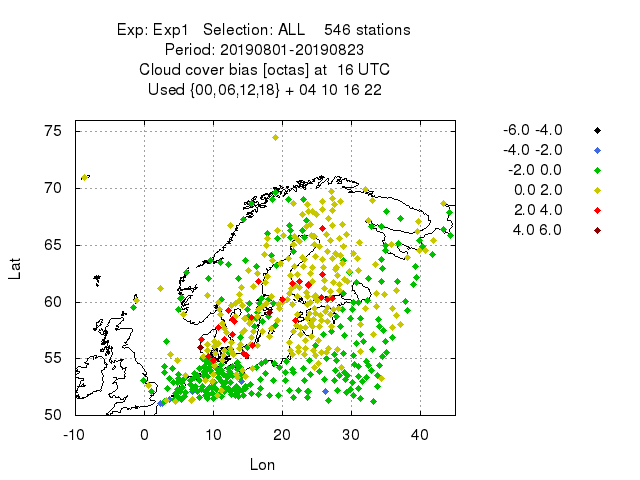 Exp: Exp1 Selection: ALL 546 stations
Period: 20190801-20190823
Cloud cover bias [octas] at 16 UTC
Used {00,06,12,18} + 04 10 16 22
-6.0 -4.0
-4.0 -2.0
-2.0 0.0
0.0 2.0
2.0 4.0
4.0 6.0
75
70
65
60
55
50
Lat
-10 0 10 20 30 40
Lon